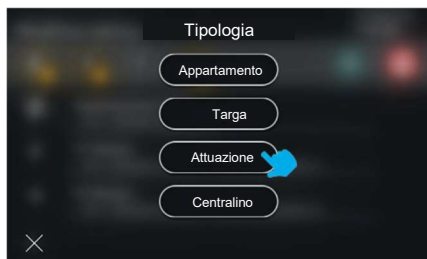 Tipologia
Appartamento
Targa
Attuazione
Centralino